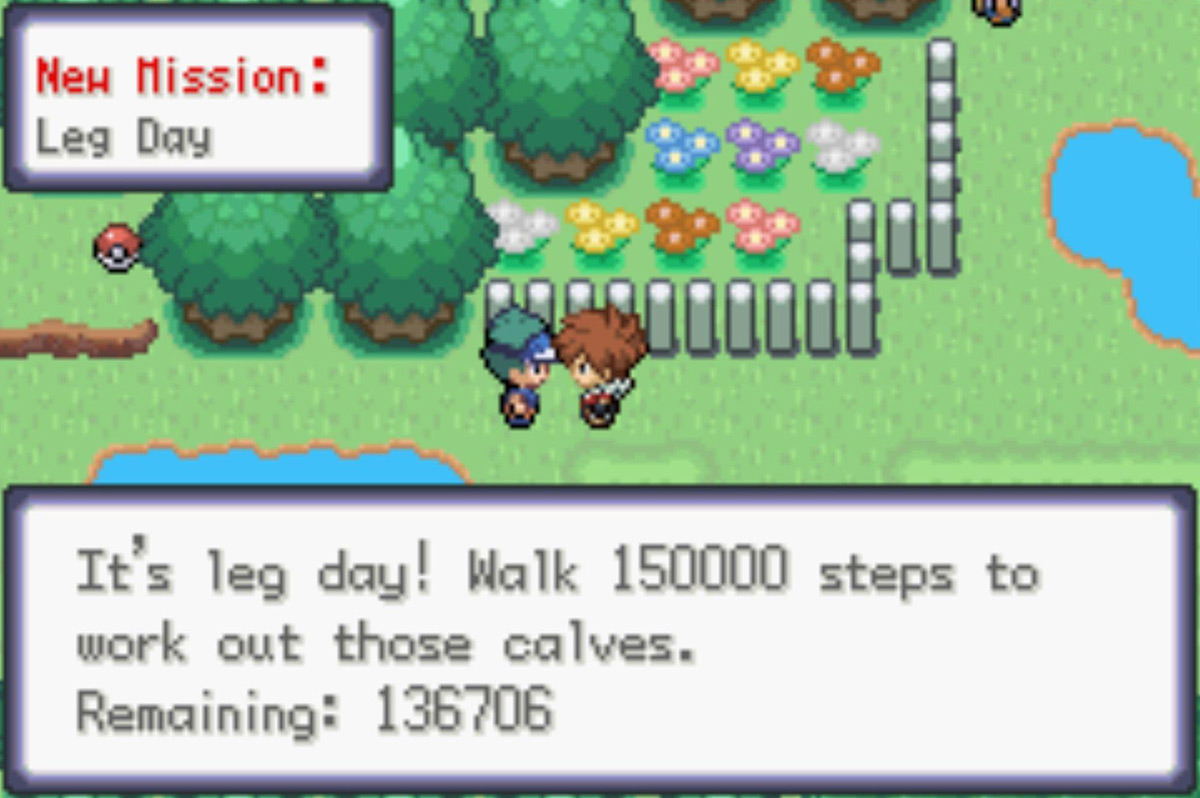 New Mission:
Leg Day
It's leg day! Walk 150000 steps to
work out those calves.
Remaining: 136706